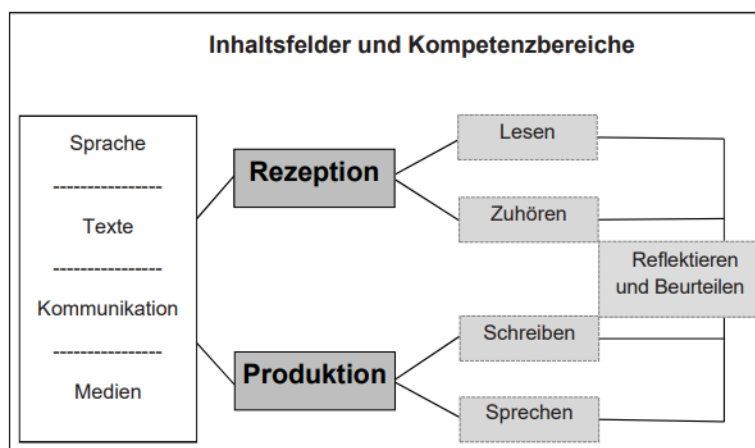 Inhaltsfelder und Kompetenzbereiche
Sprache
----------------
Texte
----------------
Kommunikation
----------------
Medien
Rezeption
Produktion
Lesen
Zuhören
Schreiben
Sprechen
Reflektieren
und Beurteilen